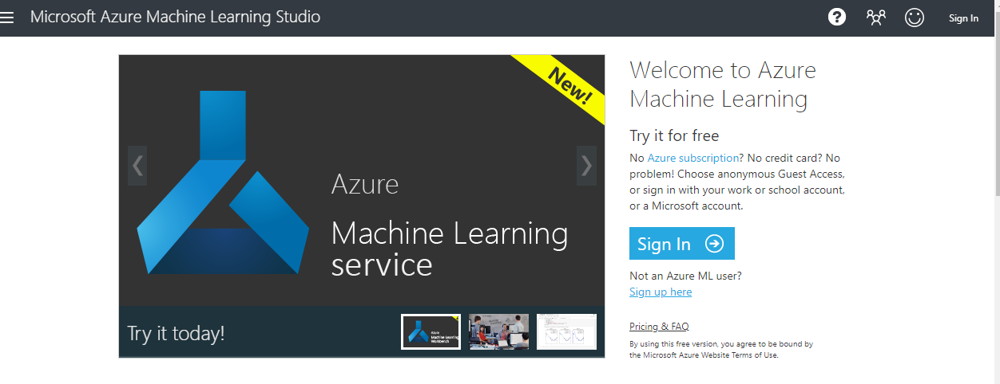 Microsoft Azure Machine Learning Studio
?
Sign In
New!
Azure
Machine Learning
service
Try it today!
Azure
Machine Learning
Workbench
Welcome to Azure
Machine Learning
Try it for free
No Azure subscription? No credit card? No
problem! Choose anonymous Guest Access,
or sign in with your work or school account,
or a Microsoft account.
Sign In
Not an Azure ML user?
Sign up here
Pricing & FAQ
By using this free version, you agree to be bound by
the Microsoft Azure Website Terms of Use.